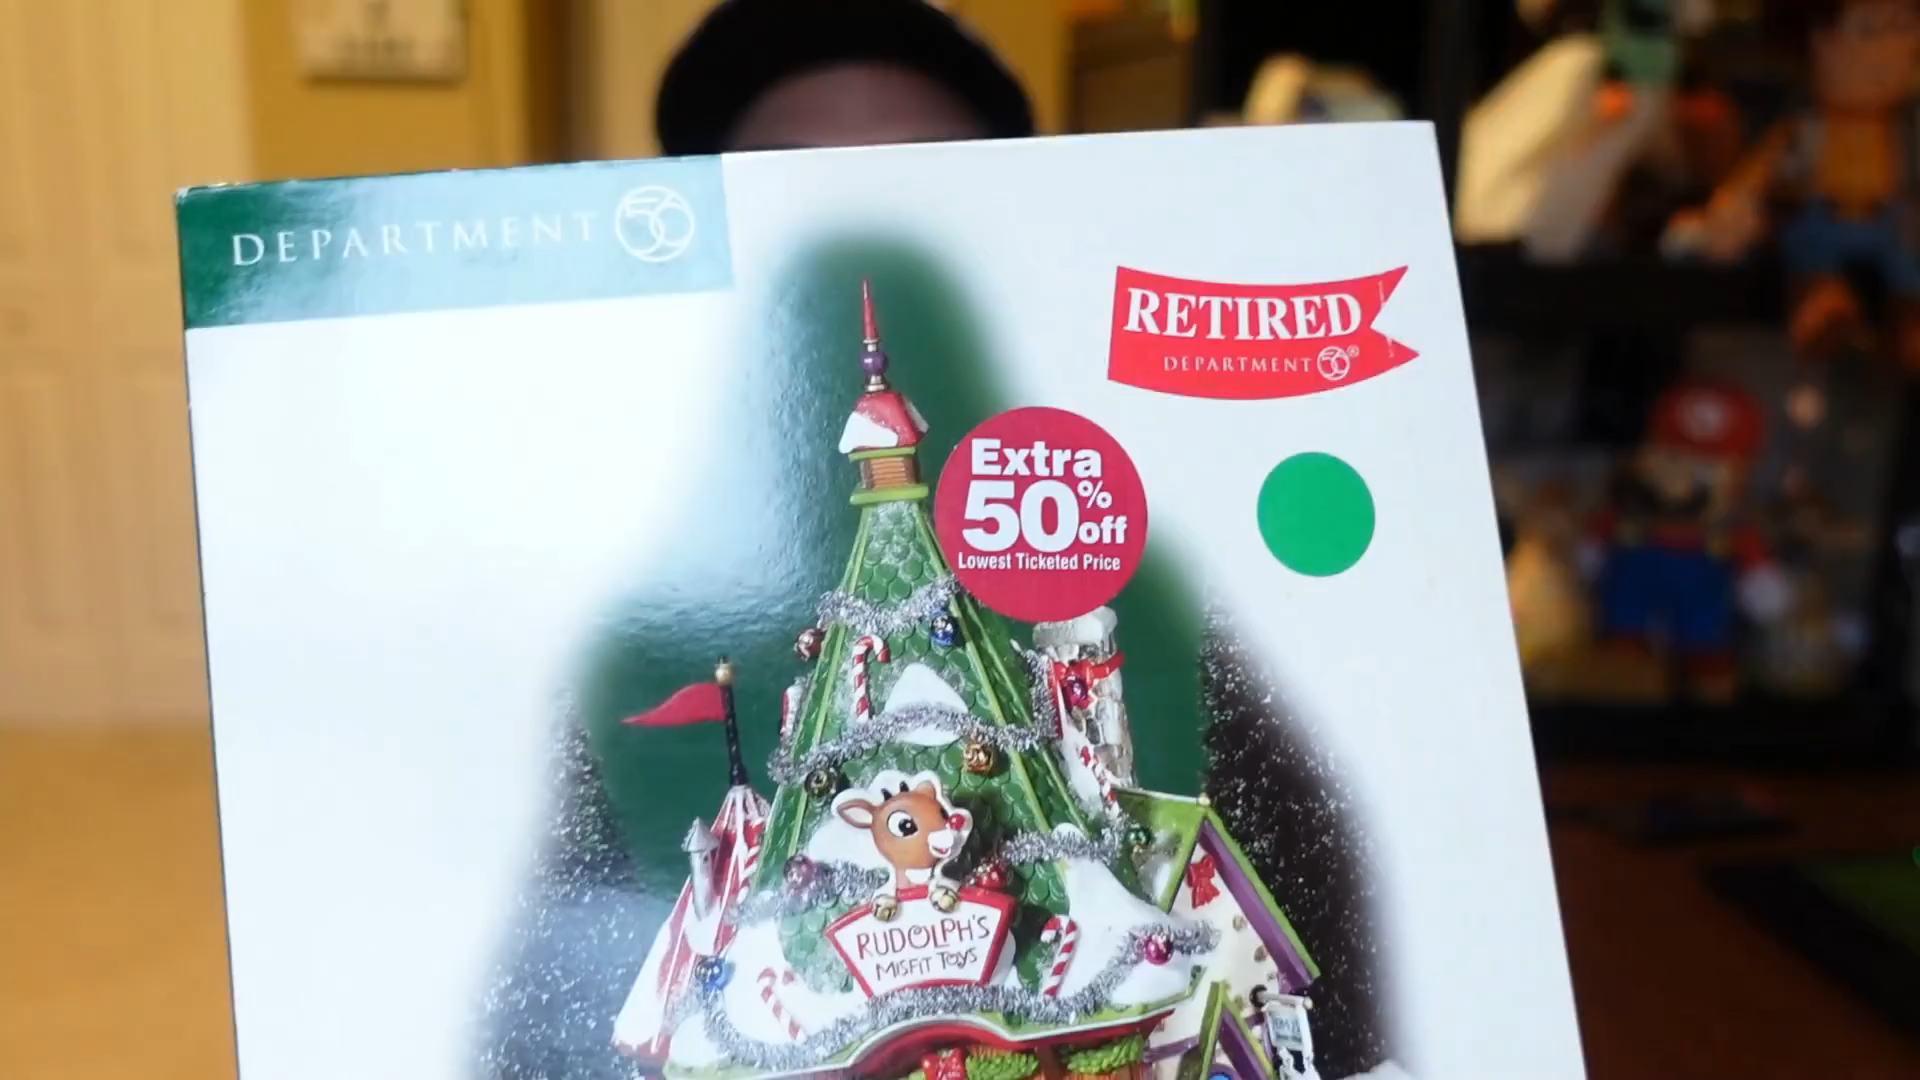 DEPARTMENT 56
RETIRED
DEPARTMENT 56®
Extra
50%
off
Lowest Ticketed Price
RUDOLPH'S
MISFIT TOYS